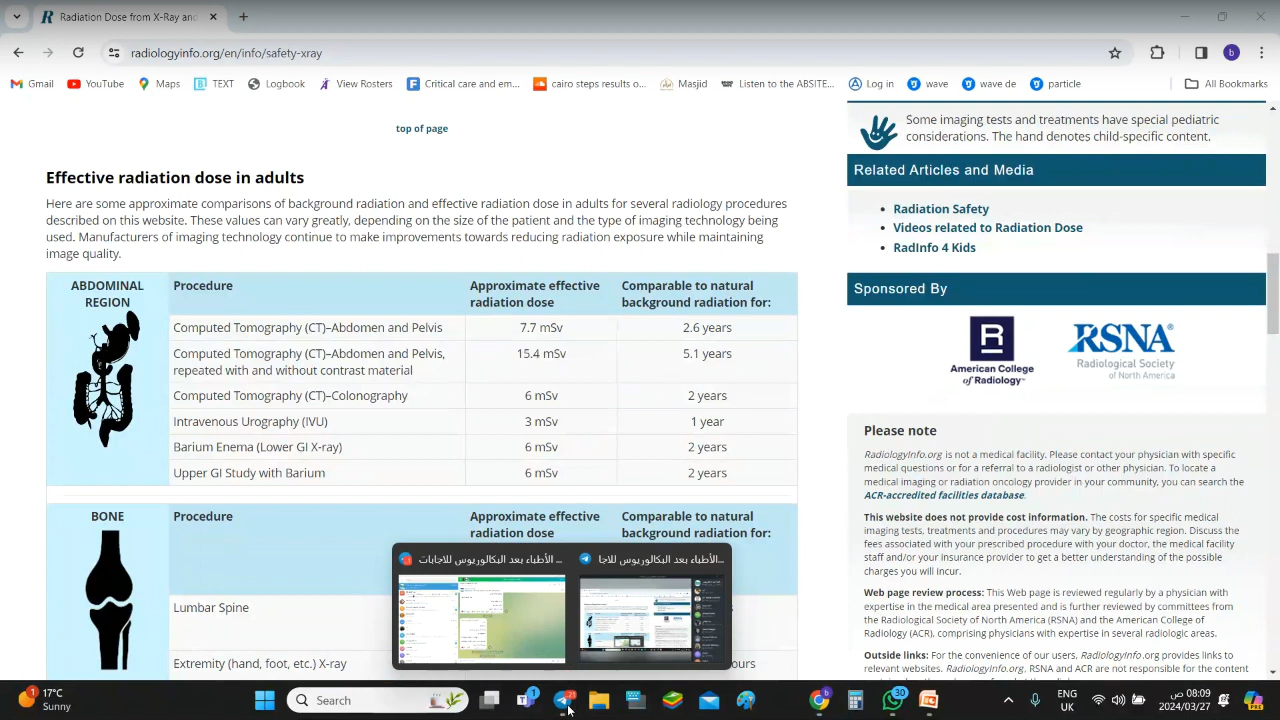 Radiation Dose from X-Ray and
radiologyinfo.org/en/info/safety-xray
b
Gmail
YouTube
Maps
TEXT
Logbook
View Rosters
Critical care and em...
cairo steps results o...
Masjid
Listen to the ABSITE...
Log in
wave
wave de
particle
All Bookmarks
top of page
Effective radiation dose in adults
Here are some approximate comparisons of background radiation and effective radiation dose in adults for several radiology procedures
described on this website. These values can vary greatly, depending on the size of the patient and the type of imaging technology being
used. Manufacturers of imaging technology continue to make improvements towards reducing radiation exposure while maintaining
image quality.
ABDOMINAL REGION
Procedure
Approximate effective radiation dose
Comparable to natural background radiation for:
Computed Tomography (CT)–Abdomen and Pelvis 7.7 mSv 2.6 years
Computed Tomography (CT)–Abdomen and Pelvis, repeated with and without contrast material 15.4 mSv 5.1 years
Computed Tomography (CT)–Colonography 6 mSv 2 years
Intravenous Urography (IVU) 3 mSv 1 year
Barium Enema (Lower GI X-ray) 6 mSv 2 years
Upper GI Study with Barium 6 mSv 2 years
BONE
Procedure
Approximate effective radiation dose
Comparable to natural background radiation for:
Lumbar Spine
Extremity (hand, foot, etc.) X-ray
hours
Some imaging tests and treatments have special pediatric
considerations. The hand denotes child-specific content.
Related Articles and Media
Radiation Safety
Videos related to Radiation Dose
RadInfo 4 Kids
Sponsored By
American College
of Radiology™
RSNA
Radiological Society
of North America
Please note
RadiologyInfo.org is not a medical facility. Please contact your physician with specific
medical questions or for a referral to a radiologist or other physician. To locate a
medical imaging or radiation oncology provider in your community, you can search the
ACR-accredited facilities database.
This website does not provide cost information. The costs for specific medical
imaging tests, treatments and procedures may vary by geographic region. Discuss the
fees associated with your prescribed procedure with your doctor, the medical facility
staff and/or your insurance provider to get a better understanding of the possible
charges you will incur.
Web page review process: This Web page is reviewed regularly by a physician with
expertise in the medical area presented and is further reviewed by committees from
the Radiological Society of North America (RSNA) and the American College of
Radiology (ACR), comprising physicians with expertise in several radiologic areas.
Outside links: For the convenience of our users, RadiologyInfo.org provides links to
relevant websites. RadiologyInfo.org, RSNA and ACR are not responsible for the content
الأطباء بعد البكالوريوس للاجابات ...
الأطباء بعد البكالوريوس للاجا...
1
17°C
Sunny
Search
1
21
b
30
ENG
UK
08:09 ص
2024/03/27